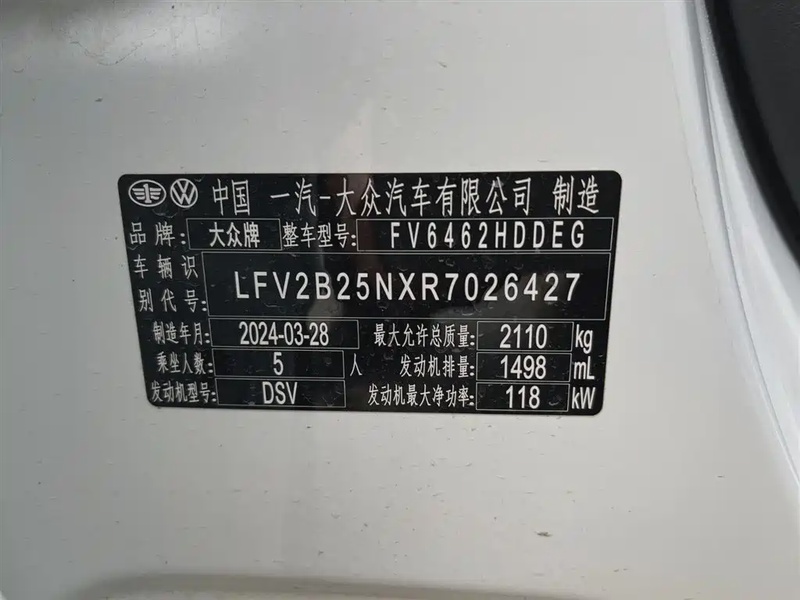 中国 一汽-大众汽车有限公司 制造
品牌: 大众牌 整车型号: FV6462HDDEG
车辆识别代号: LFV2B25NXR7026427
制造年月: 2024-03-28 最大允许总质量: 2110 kg
乘坐人数: 5 人 发动机排量: 1498 mL
发动机型号: DSV 发动机最大净功率: 118 kW